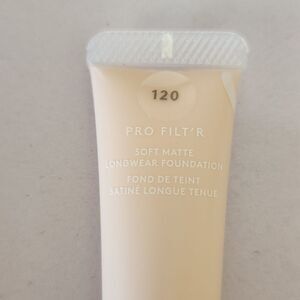 120
PRO FILT'R
SOFT MATTE
LONGWEAR FOUNDATION
FOND DE TEINT
SATINÉ LONGUE TENUE